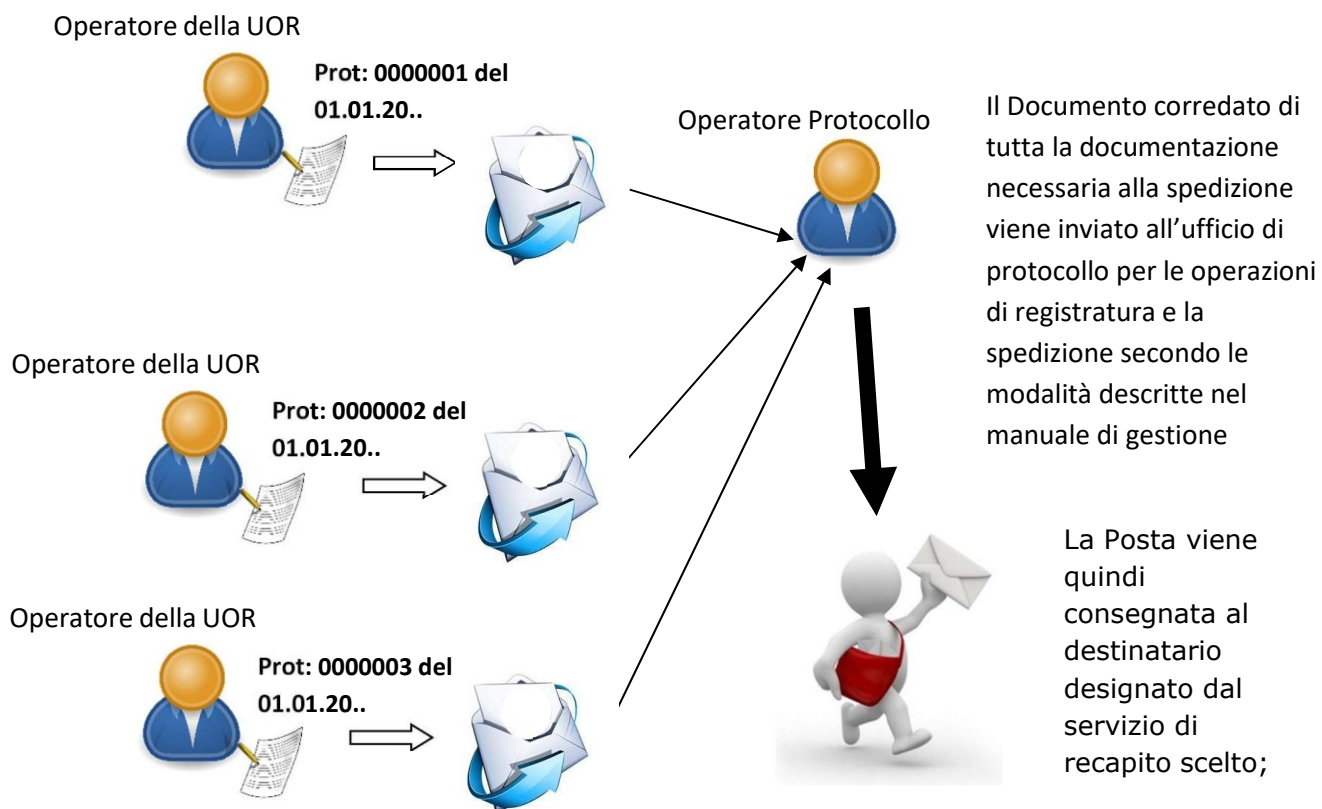 Operatore della UOR
Prot: 0000001 del
01.01.20..
Operatore Protocollo
Il Documento corredato di
tutta la documentazione
necessaria alla spedizione
viene inviato all’ufficio di
protocollo per le operazioni
di registratura e la
spedizione secondo le
modalità descritte nel
manuale di gestione
Operatore della UOR
Prot: 0000002 del
01.01.20..
La Posta viene
quindi
consegnata al
destinatario
designato dal
servizio di
recapito scelto;
Operatore della UOR
Prot: 0000003 del
01.01.20..